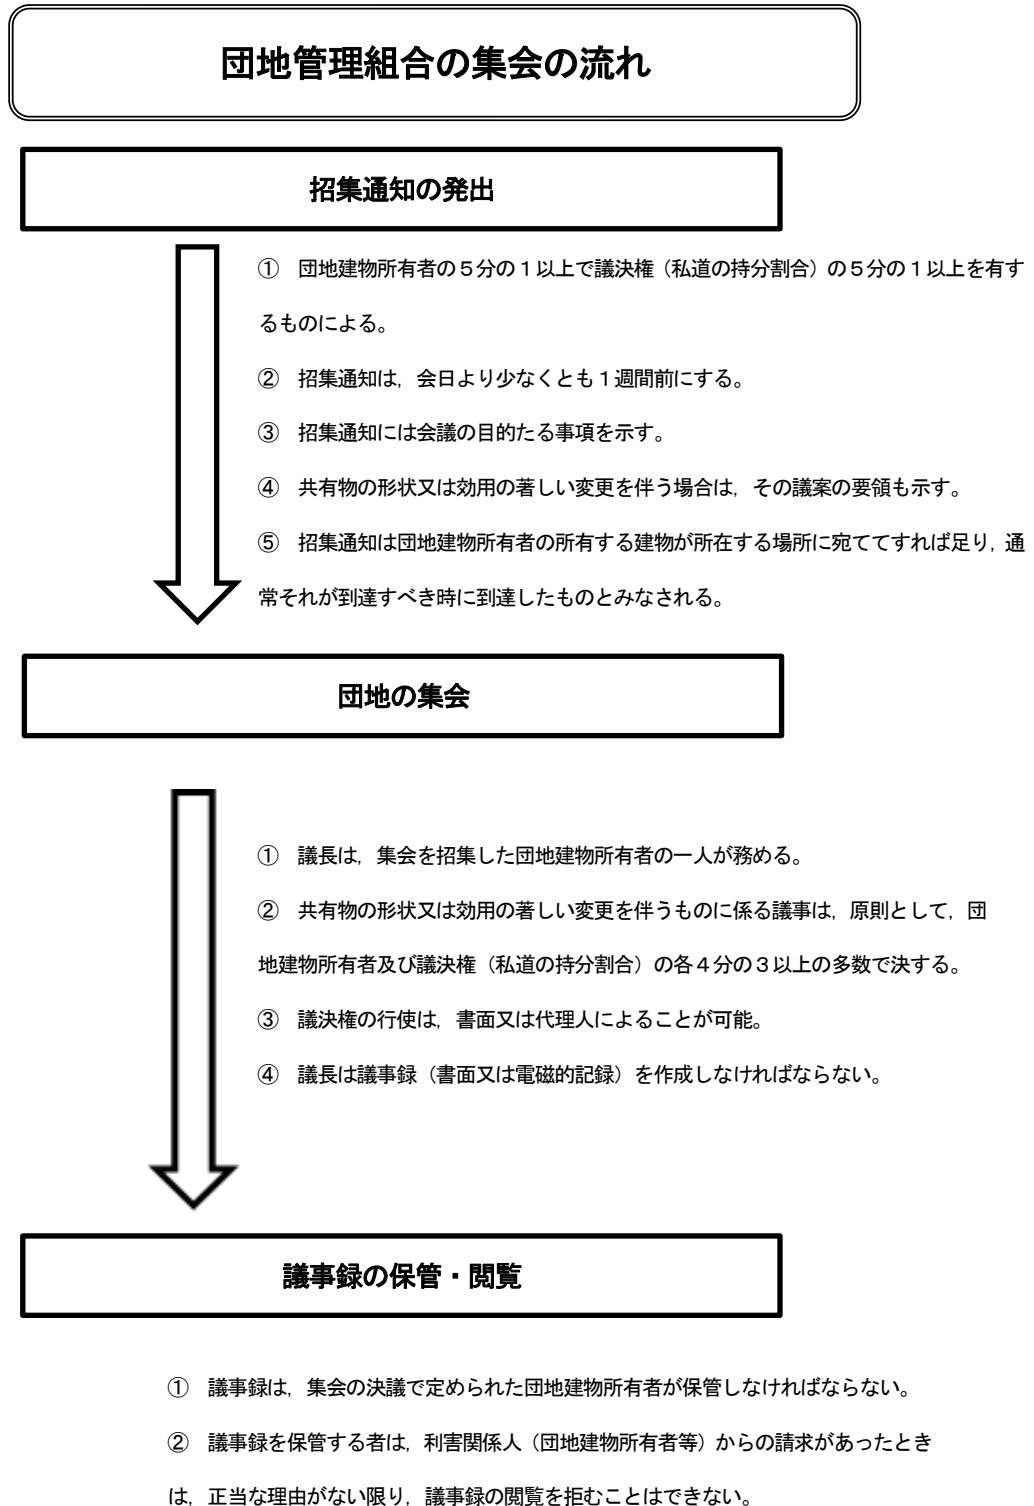 団地管理組合の集会の流れ
招集通知の発出
①　団地建物所有者の５分の１以上で議決権（私道の持分割合）の５分の１以上を有す
るものによる。
②　招集通知は，会日より少なくとも１週間前にする。
③　招集通知には会議の目的たる事項を示す。
④　共有物の形状又は効用の著しい変更を伴う場合は，その議案の要領も示す。
⑤　招集通知は団地建物所有者の所有する建物が所在する場所に宛ててすれば足り，通
常それが到達すべき時に到達したものとみなされる。
団地の集会
①　議長は，集会を招集した団地建物所有者の一人が務める。
②　共有物の形状又は効用の著しい変更を伴うものに係る議事は，原則として，団
地建物所有者及び議決権（私道の持分割合）の各４分の３以上の多数で決する。
③　議決権の行使は，書面又は代理人によることが可能。
④　議長は議事録（書面又は電磁的記録）を作成しなければならない。
議事録の保管・閲覧
①　議事録は，集会の決議で定められた団地建物所有者が保管しなければならない。
②　議事録を保管する者は，利害関係人（団地建物所有者等）からの請求があったとき
は，正当な理由がない限り，議事録の閲覧を拒むことはできない。